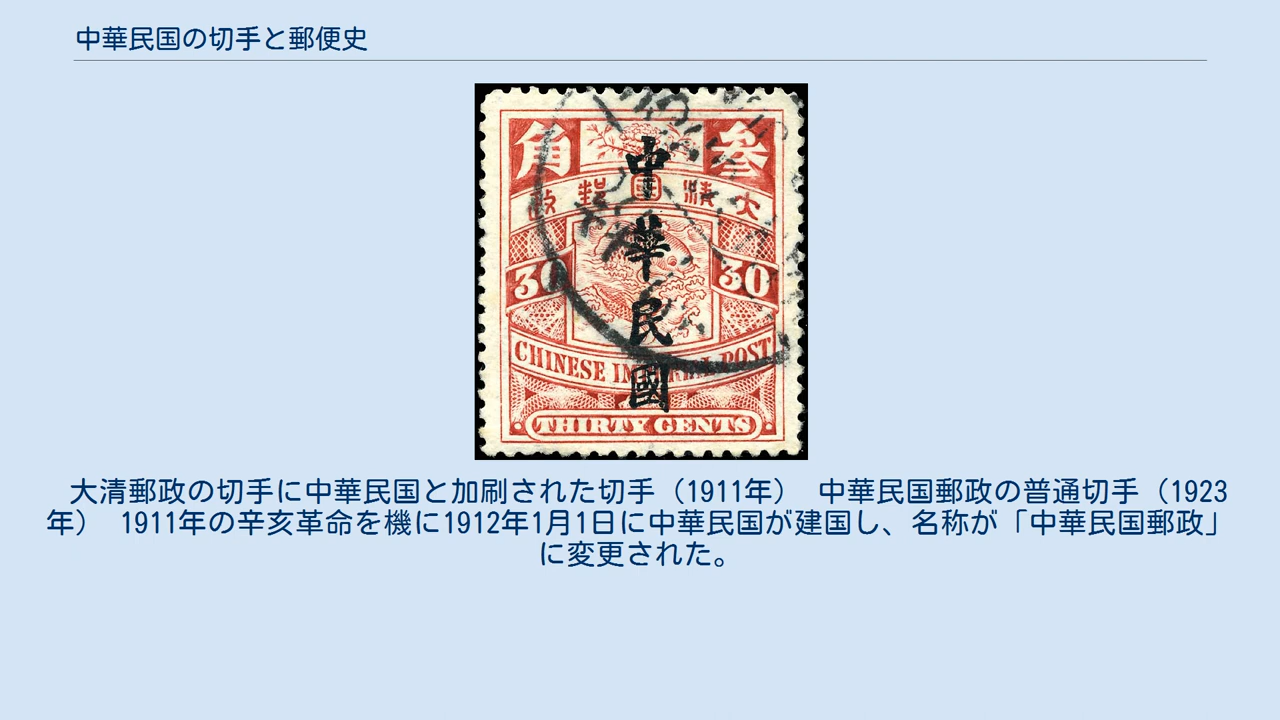 中華民国の切手と郵便史
角 参
政郵國清大
中華民國
30 30
CHINESE IMPERIAL POST
THIRTY CENTS
大清郵政の切手に中華民国と加刷された切手（1911年） 中華民国郵政の普通切手（1923
年） 1911年の辛亥革命を機に1912年1月1日に中華民国が建国し、名称が「中華民国郵政」
に変更された。